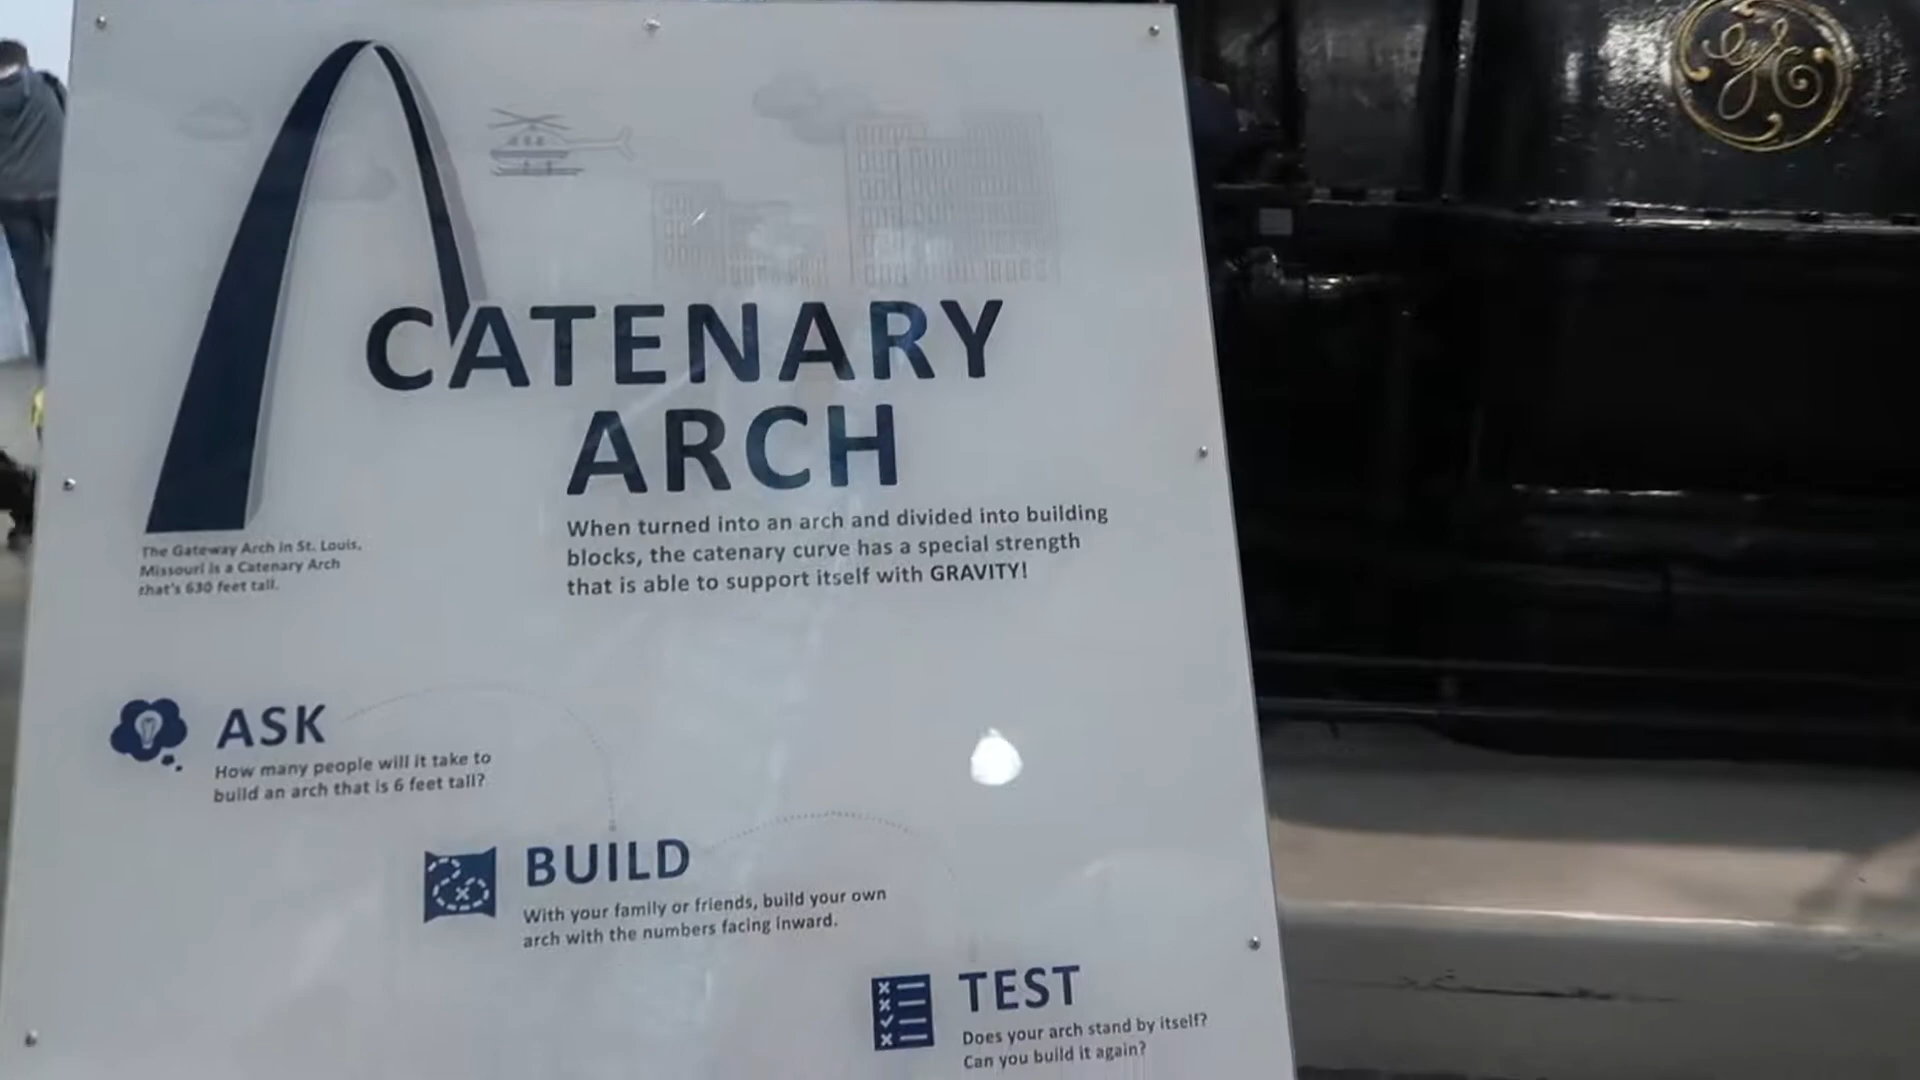 CATENARY
ARCH
When turned into an arch and divided into building
blocks, the catenary curve has a special strength
that is able to support itself with GRAVITY!
The Gateway Arch in St. Louis,
Missouri is a Catenary Arch
that's 630 feet tall.
ASK
How many people will it take to
build an arch that is 6 feet tall?
BUILD
With your family or friends, build your own
arch with the numbers facing inward.
TEST
Does your arch stand by itself?
Can you build it again?
GE